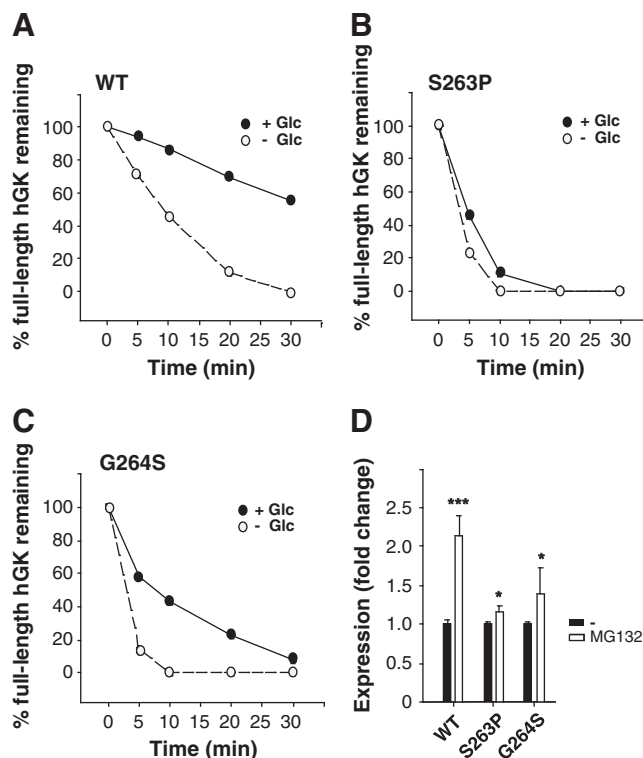 A
WT
% full-length hGK remaining
100
80
60
40
20
0
+ Glc
- Glc
0 5 10 15 20 25 30
Time (min)
B
S263P
% full-length hGK remaining
100
80
60
40
20
0
+ Glc
- Glc
0 5 10 15 20 25 30
Time (min)
C
G264S
% full-length hGK remaining
100
80
60
40
20
0
+ Glc
- Glc
0 5 10 15 20 25 30
Time (min)
D
Expression (fold change)
2.5
2.0
1.5
1.0
0.5
0
***
*
*
-
MG132
WT
S263P
G264S